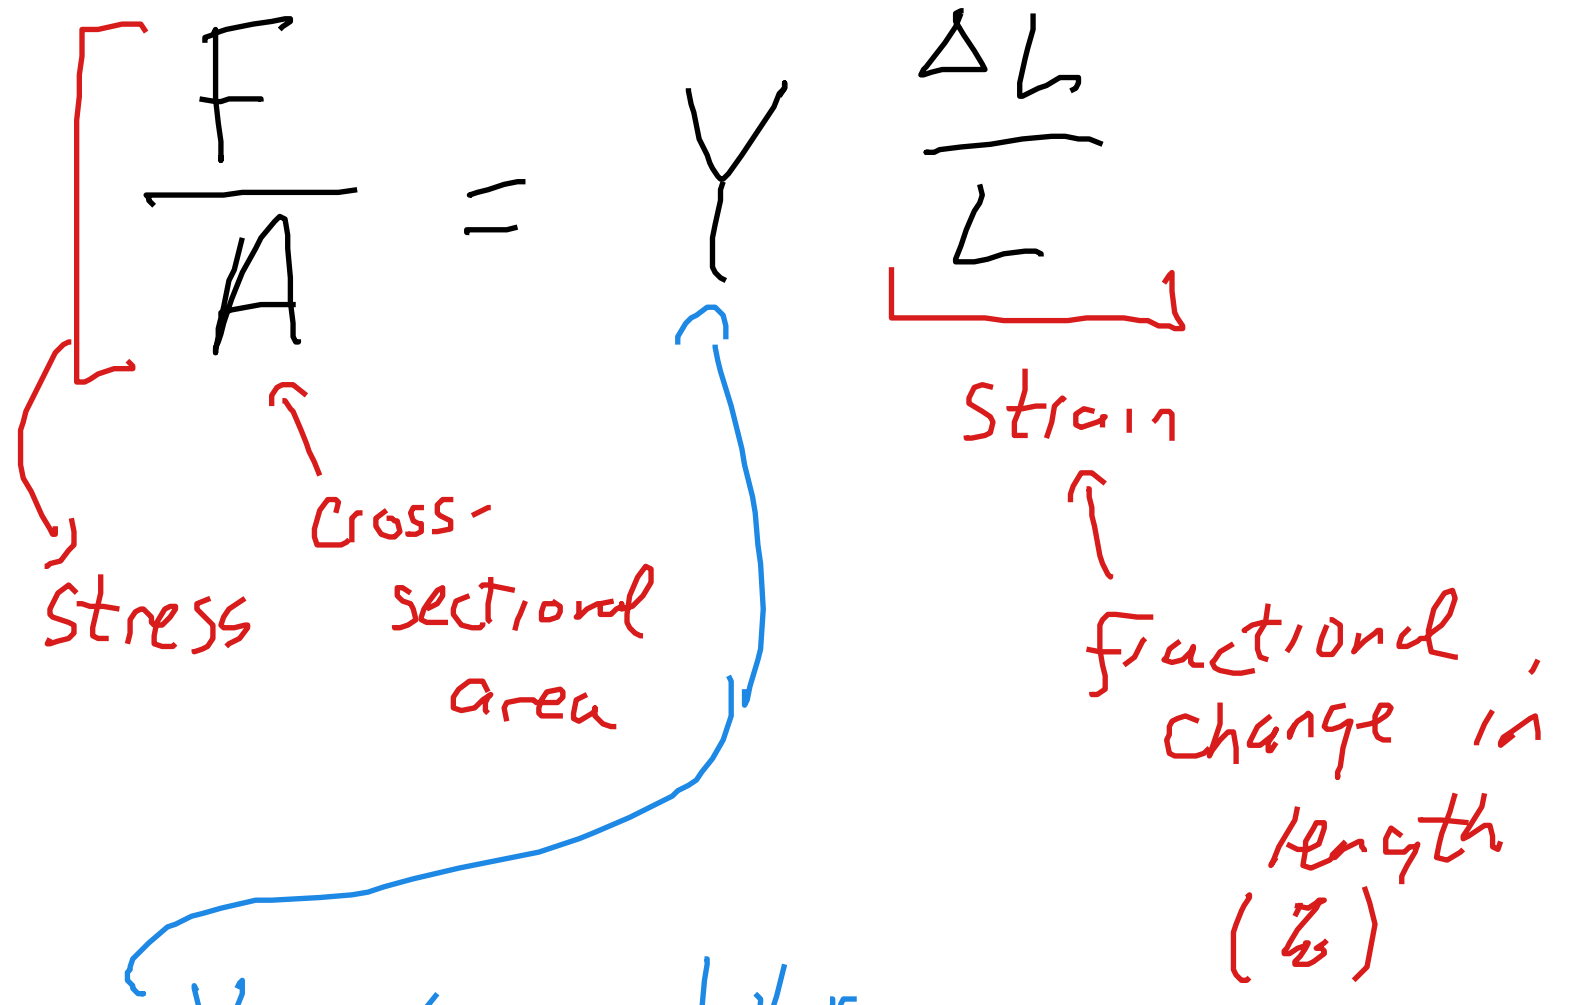 F/A = Y ΔL/L
Strain
Cross-
sectional
area
Stress
fractional
change in
length
(%)